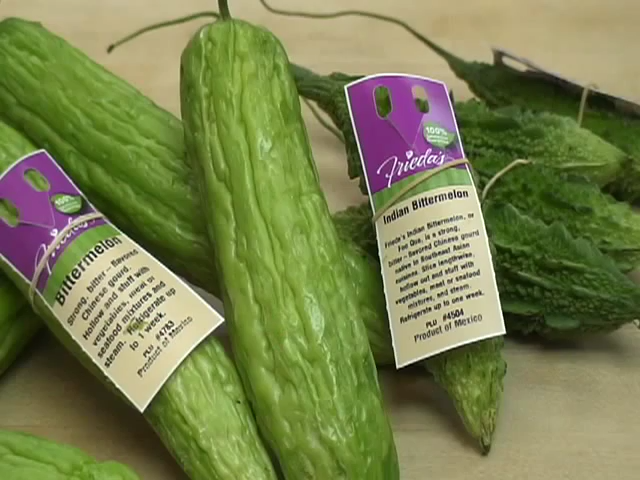 100%
Frieda's
Bittermelon
Strong, bitter - flavored
Chinese gourd.
Hollow and stuff with
vegetables, meat or
seafood mixtures and
steam. Refrigerate up
to 1 week.
PLU #4783
Product of Mexico
100%
Frieda's
Indian Bittermelon
Frieda's Indian Bittermelon, or
Foo Qua, is a strong,
bitter - flavored Chinese gourd
native to Southeast Asian
cuisines. Slice lengthwise,
hollow out and stuff with
vegetables, meat or seafood
mixtures, and steam.
Refrigerate up to one week.
PLU #4504
Product of Mexico